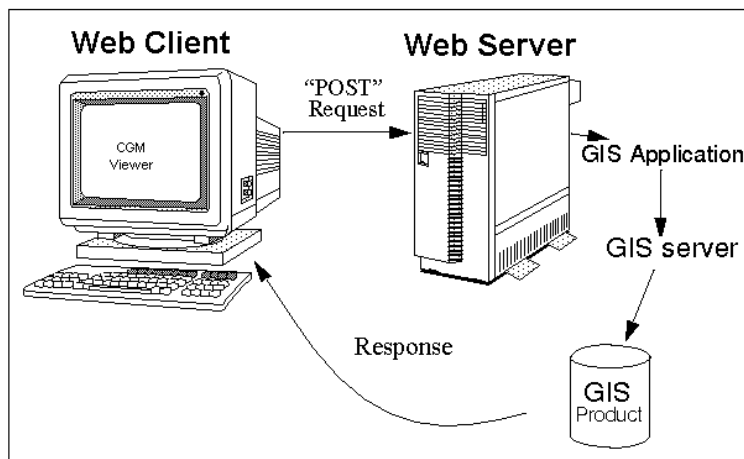 Web Client
Web Server
CGM
Viewer
“POST”
Request
GIS Application
GIS server
Response
GIS
Product